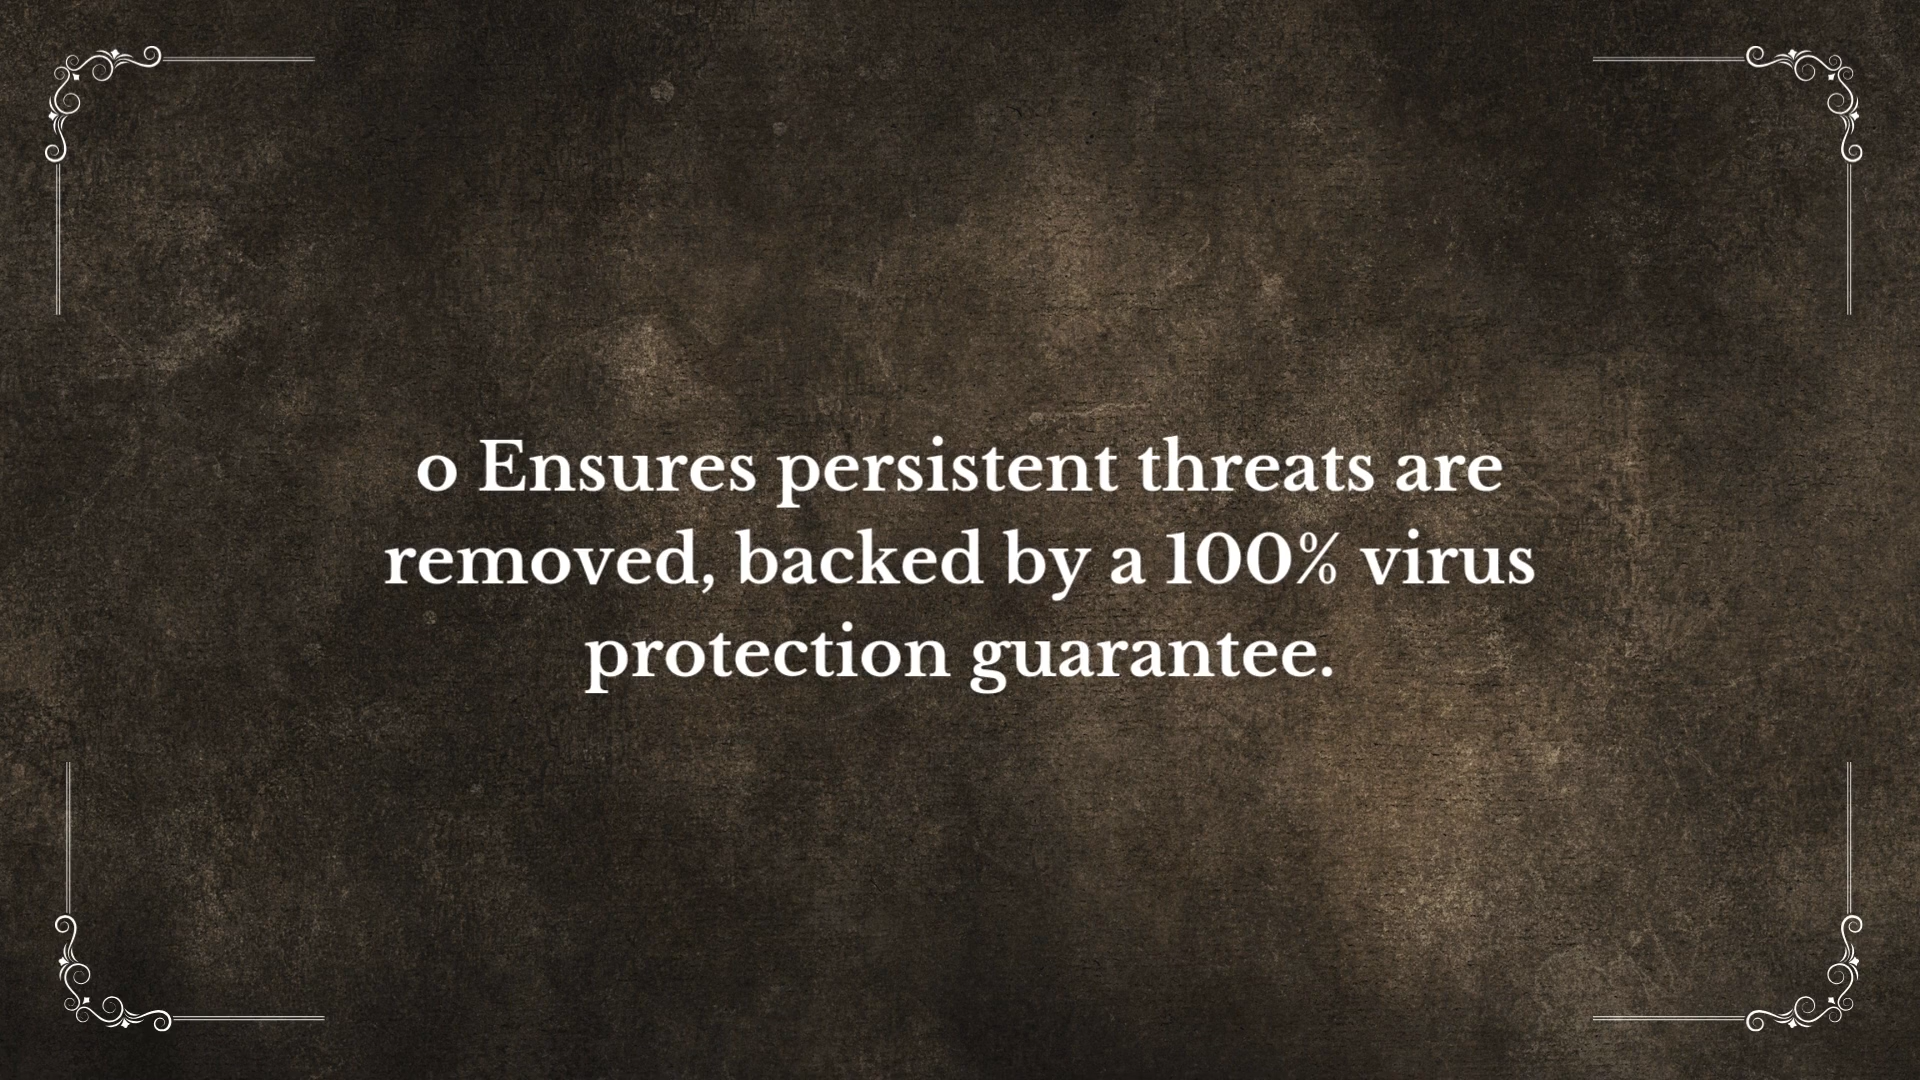 o Ensures persistent threats are
removed, backed by a 100% virus
protection guarantee.